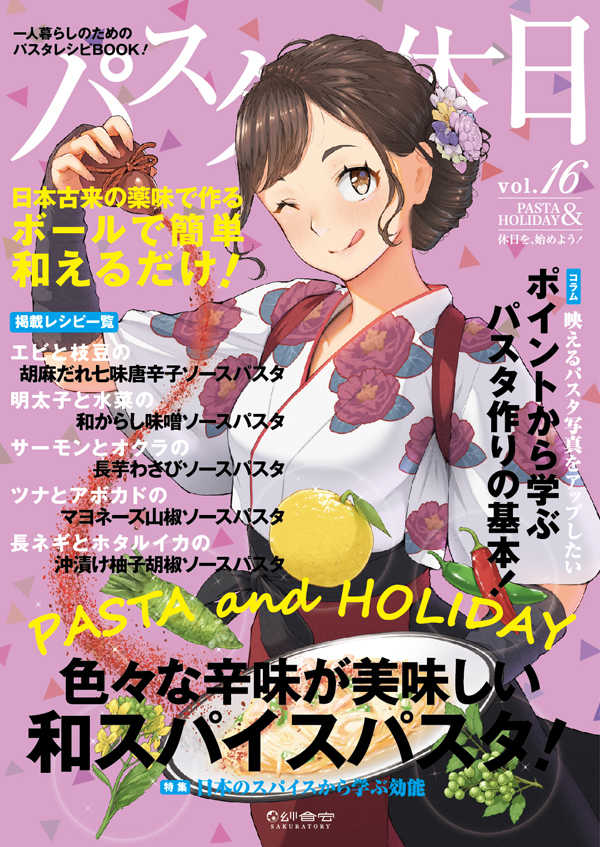 一人暮らしのための
パスタレシピBOOK!
パスタと休日
vol.16
PASTA &
HOLIDAY
休日を、始めよう!
日本古来の薬味で作る
ボールで簡単
和えるだけ!
掲載レシピ一覧
エビと枝豆の
胡麻だれ七味唐辛子ソースパスタ
明太子と水菜の
和からし味噌ソースパスタ
サーモンとオクラの
長芋わさびソースパスタ
ツナとアボカドの
マヨネーズ山椒ソースパスタ
長ネギとホタルイカの
沖漬け柚子胡椒ソースパスタ
コラム
映えるパスタ写真をアップしたい
ポイントから学ぶ
パスタ作りの基本!
PASTA and HOLIDAY
色々な辛味が美味しい
和スパイスパスタ!
特集 日本のスパイスから学ぶ効能
SAKURATORY